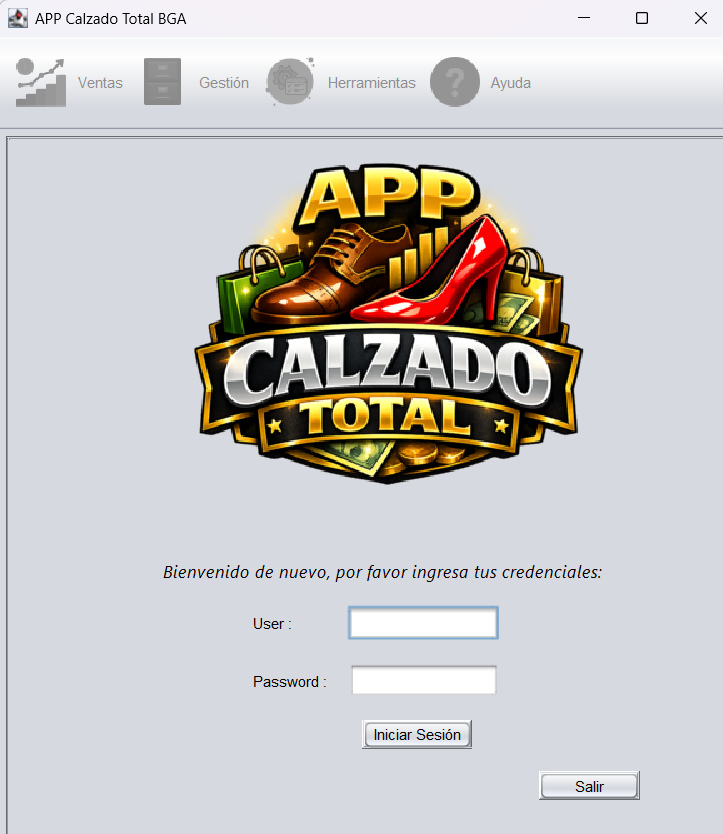 APP Calzado Total BGA
Ventas Gestión Herramientas Ayuda
APP
CALZADO
TOTAL
Bienvenido de nuevo, por favor ingresa tus credenciales:
User :
Password :
Iniciar Sesión
Salir